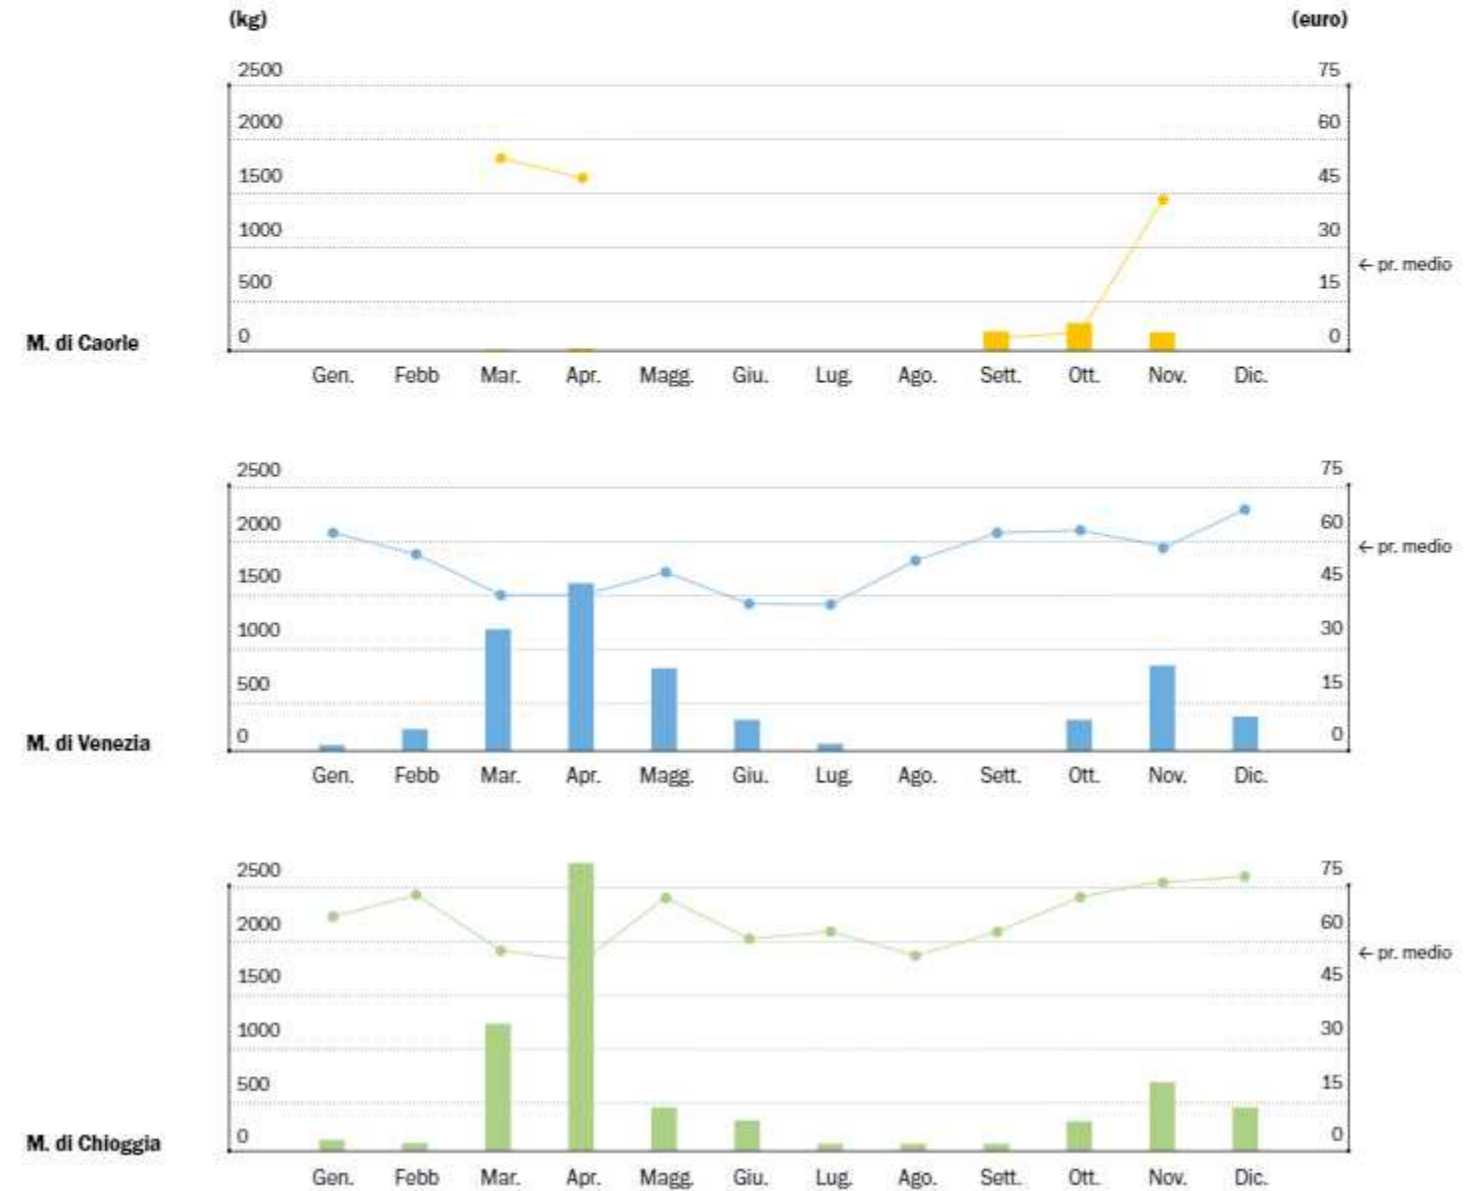 (kg) (euro)
2500 75
2000 60
1500 45
1000 30
← pr. medio
500 15
M. di Caorle 0 0
Gen. Febb Mar. Apr. Magg. Giu. Lug. Ago. Sett. Ott. Nov. Dic.
2500 75
2000 60
← pr. medio
1500 45
1000 30
500 15
M. di Venezia 0 0
Gen. Febb Mar. Apr. Magg. Giu. Lug. Ago. Sett. Ott. Nov. Dic.
2500 75
2000 60
← pr. medio
1500 45
1000 30
500 15
M. di Chioggia 0 0
Gen. Febb Mar. Apr. Magg. Giu. Lug. Ago. Sett. Ott. Nov. Dic.